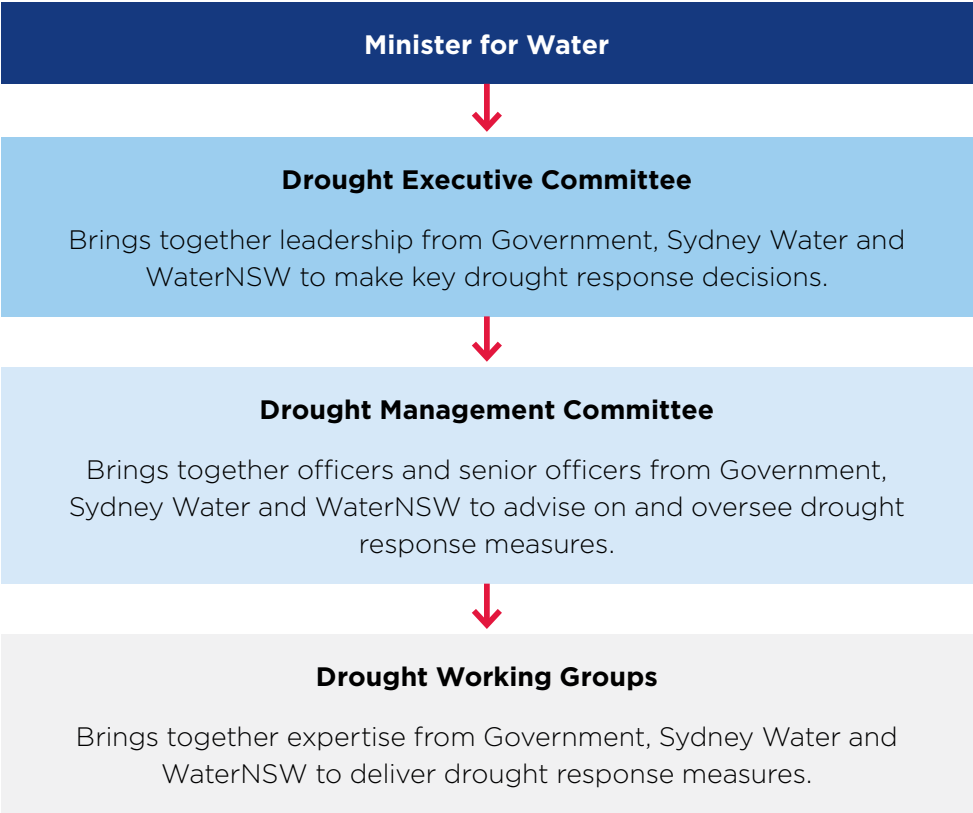 Minister for Water
Drought Executive Committee
Brings together leadership from Government, Sydney Water and
WaterNSW to make key drought response decisions.
Drought Management Committee
Brings together officers and senior officers from Government,
Sydney Water and WaterNSW to advise on and oversee drought
response measures.
Drought Working Groups
Brings together expertise from Government, Sydney Water and
WaterNSW to deliver drought response measures.